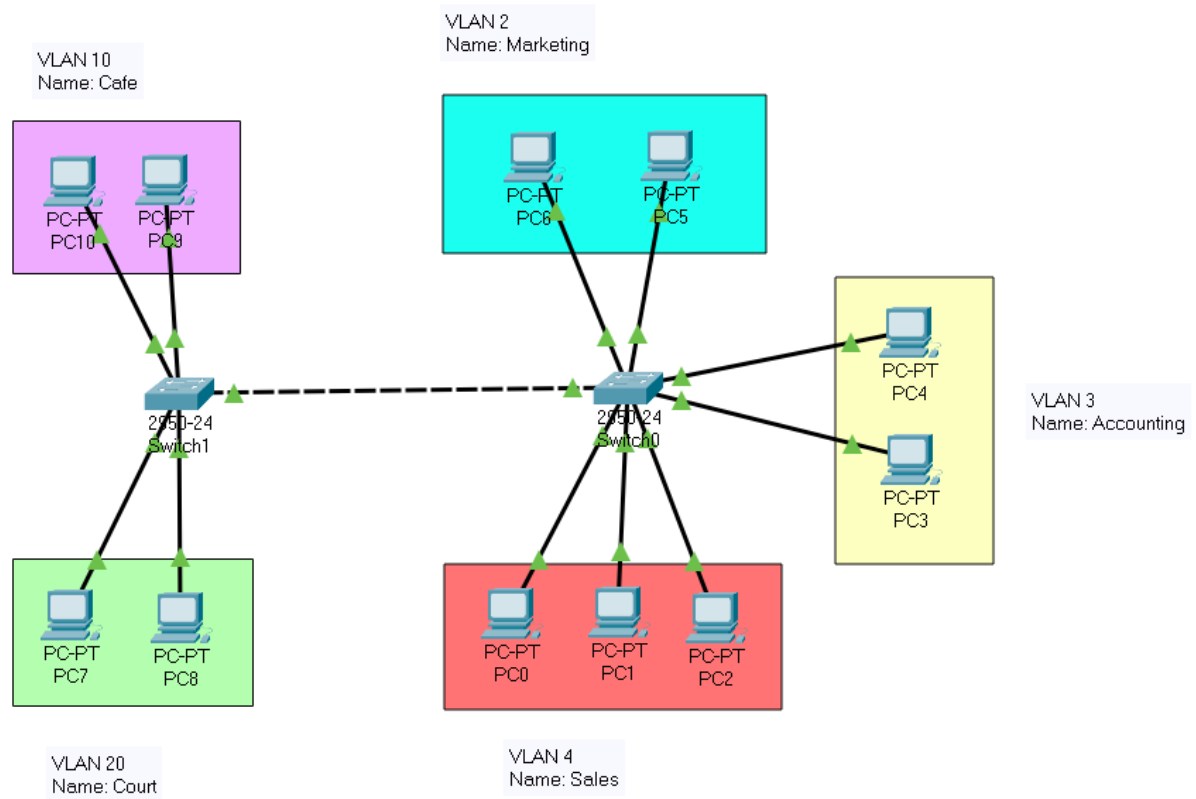 VLAN 2
Name: Marketing
VLAN 10
Name: Cafe
PC-PT
PC10
PC-PT
PC9
PC-PT
PC6
PC-PT
PC5
PC-PT
PC4
2950-24
Switch1
2950-24
Switch0
VLAN 3
Name: Accounting
PC-PT
PC3
PC-PT
PC7
PC-PT
PC8
PC-PT
PC0
PC-PT
PC1
PC-PT
PC2
VLAN 20
Name: Court
VLAN 4
Name: Sales